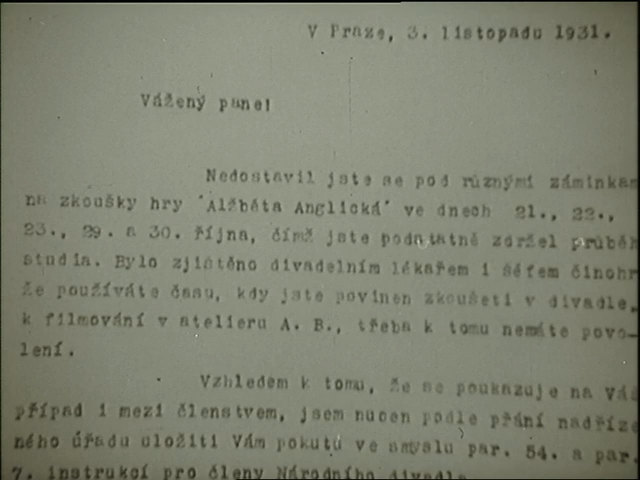 V Praze, 3. listopadu 1931.
Vážený pane!
Nedostavil jste se pod různými záminkam
na zkoušky hry "Alžběta Anglická" ve dnech 21., 22.,
23., 29. a 30. října, čímž jste podstatně zdržel průběh
studia. Bylo zjištěno divadelním lékařem i šéfem činohr
že používáte času, kdy jste povinen zkoušeti v divadle,
k filmování v atelieru A. B., třeba k tomu nemáte povo-
lení.
Vzhledem k tomu, že se poukazuje na Váš
případ i mezi členstvem, jsem nucen podle přání nadříze
ného úřadu uložiti Vám pokutu ve smyslu par. 54. a par.
7. instrukcí pro členy Národního divadla